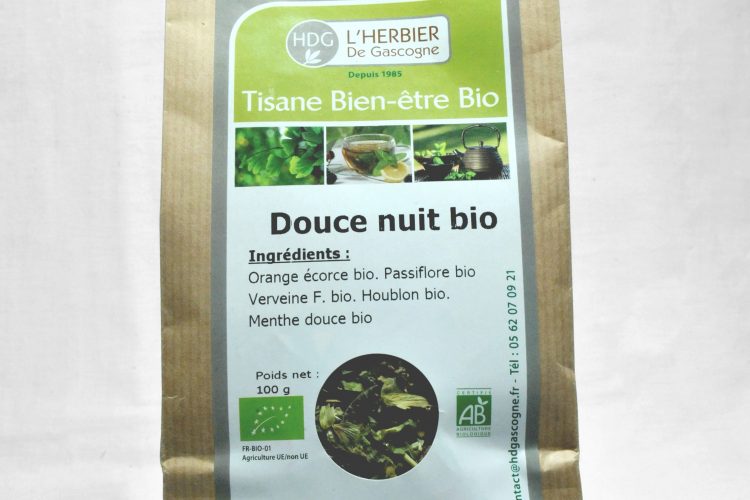 HDG
L'HERBIER
De Gascogne
Depuis 1985
Tisane Bien-être Bio
Douce nuit bio
Ingrédients :
Orange écorce bio. Passiflore bio
Verveine F. bio. Houblon bio.
Menthe douce bio
Poids net :
100 g
FR-BIO-01
Agriculture UE/non UE
CERTIFIÉ
AB
AGRICULTURE
BIOLOGIQUE
ontact@hdgascogne.fr - Tél : 05 62 07 09 21